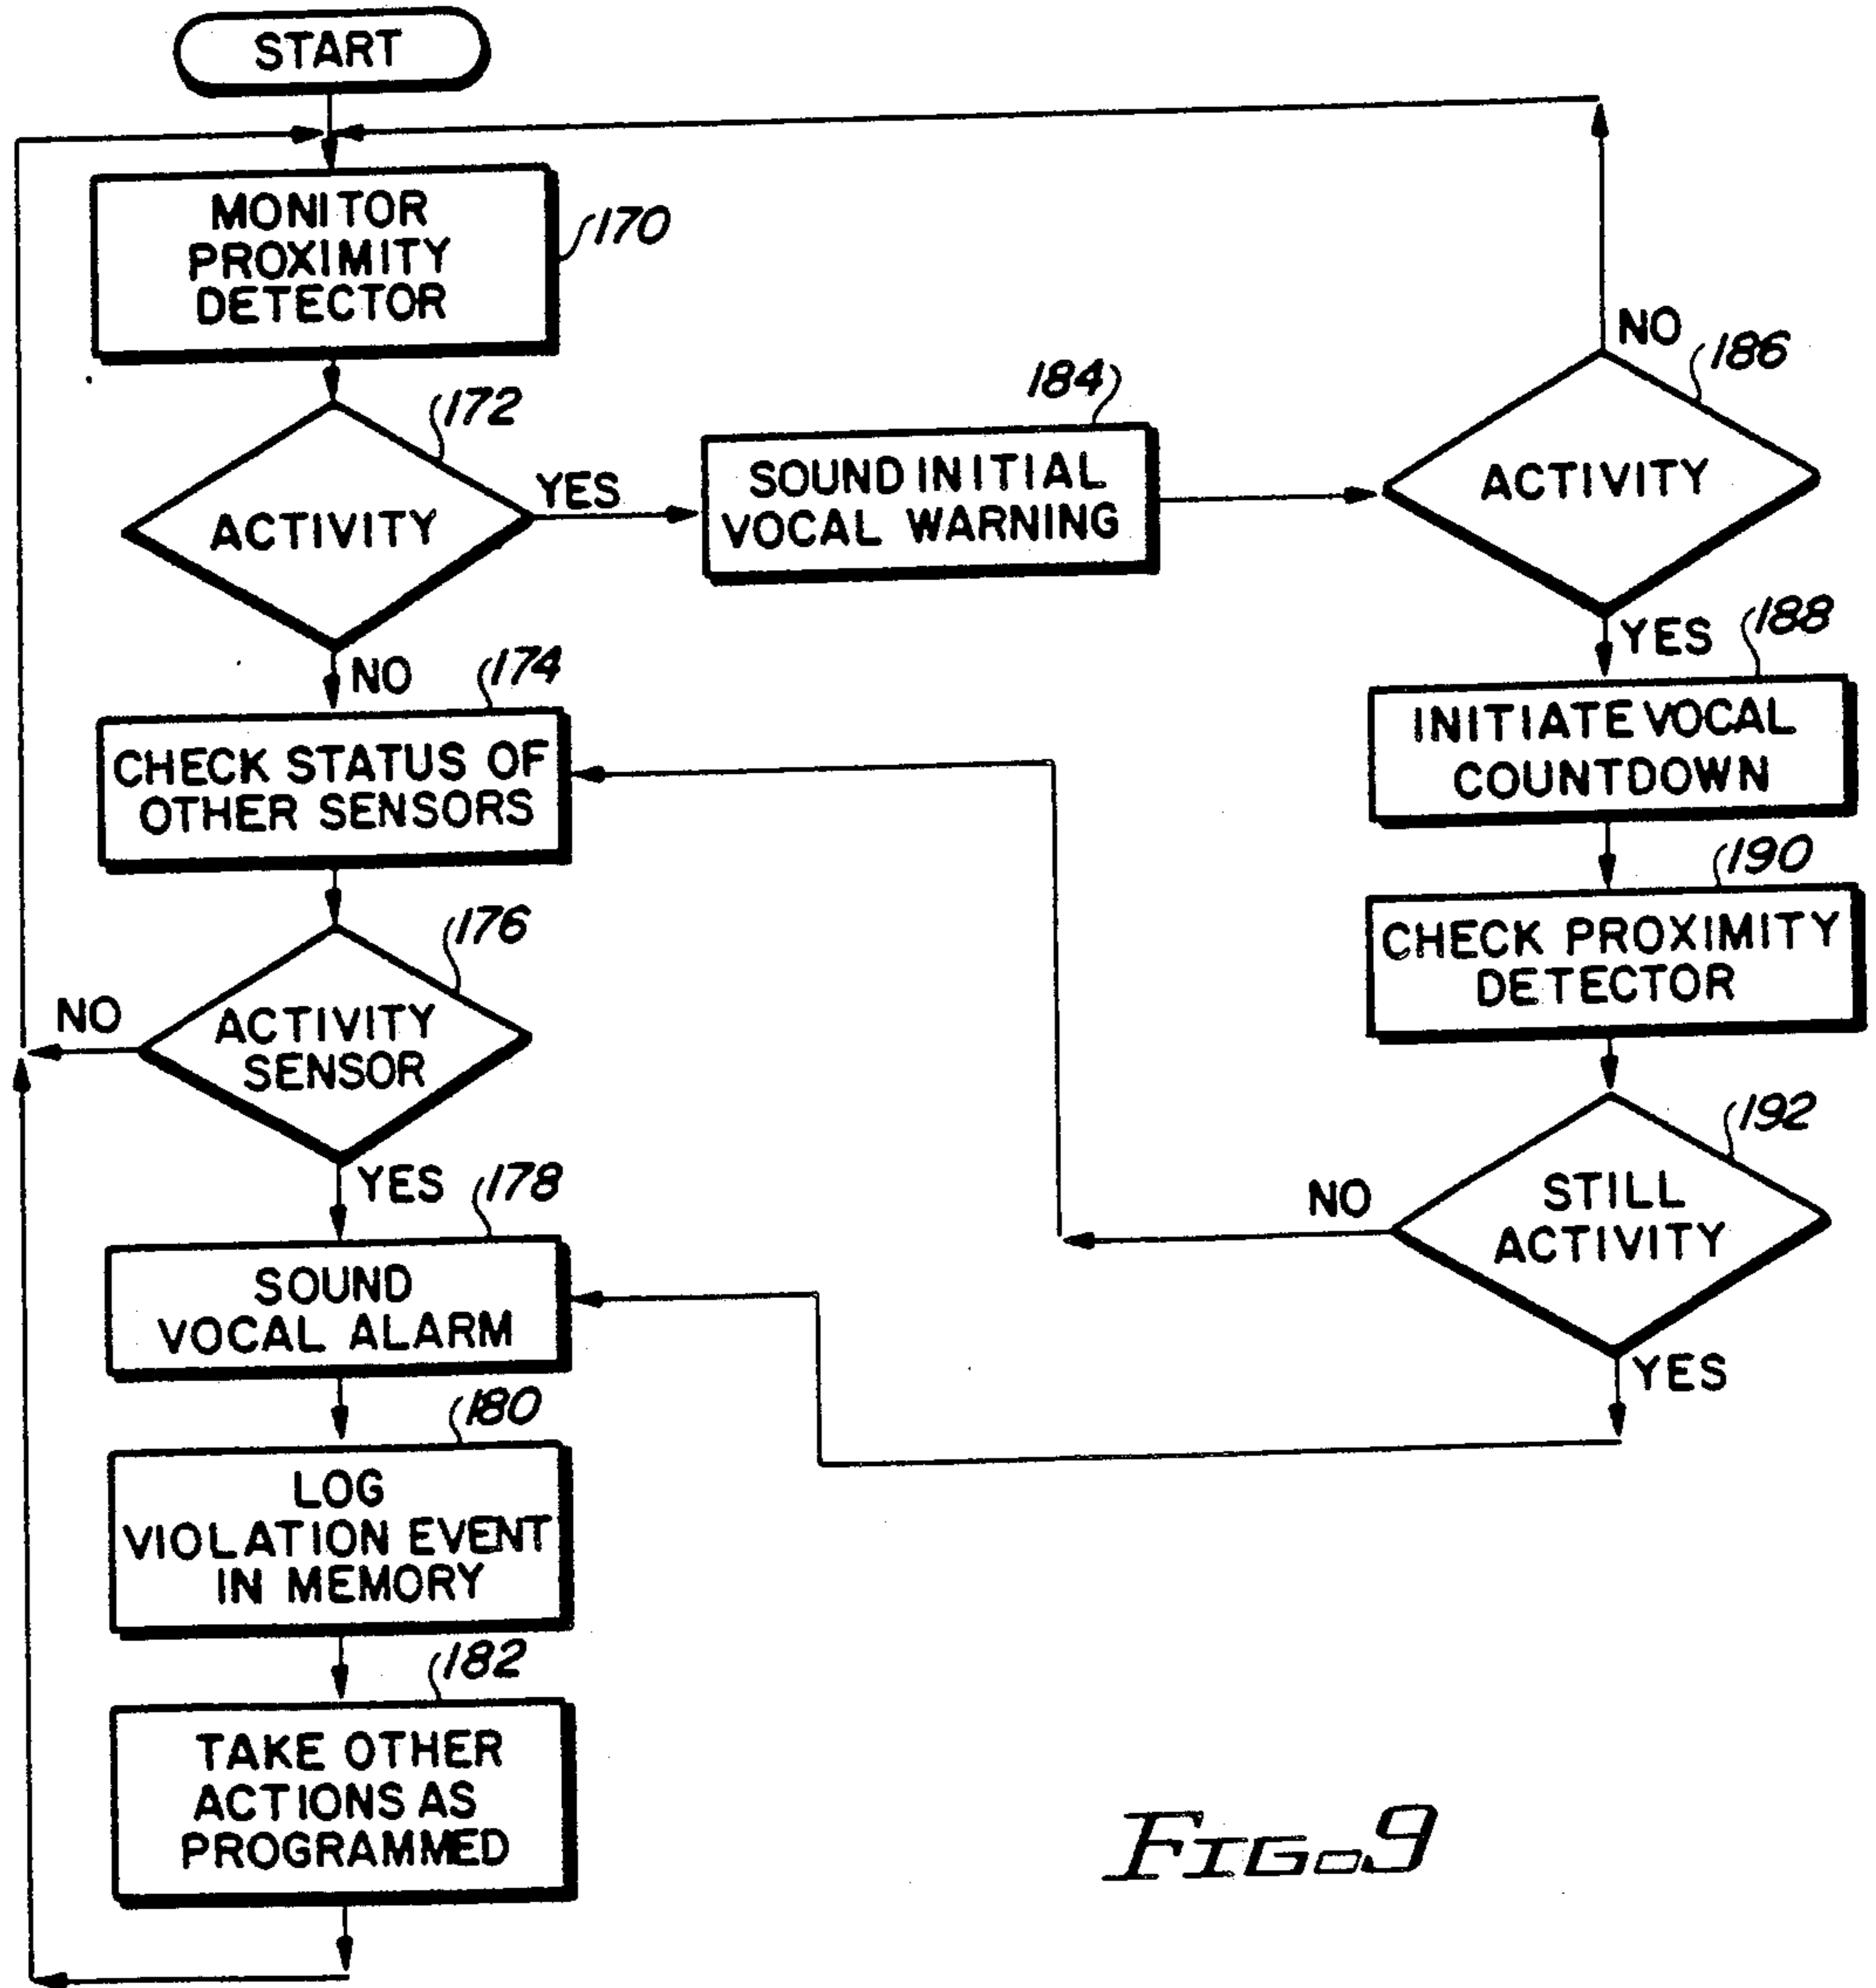 START
MONITOR
PROXIMITY
DETECTOR
170
172
ACTIVITY
YES
NO
184
SOUND INITIAL
VOCAL WARNING
NO
186
ACTIVITY
YES
188
INITIATE VOCAL
COUNTDOWN
190
CHECK PROXIMITY
DETECTOR
192
STILL
ACTIVITY
NO
YES
174
CHECK STATUS OF
OTHER SENSORS
176
ACTIVITY
SENSOR
NO
YES
178
SOUND
VOCAL ALARM
180
LOG
VIOLATION EVENT
IN MEMORY
182
TAKE OTHER
ACTIONS AS
PROGRAMMED
FIG. 9